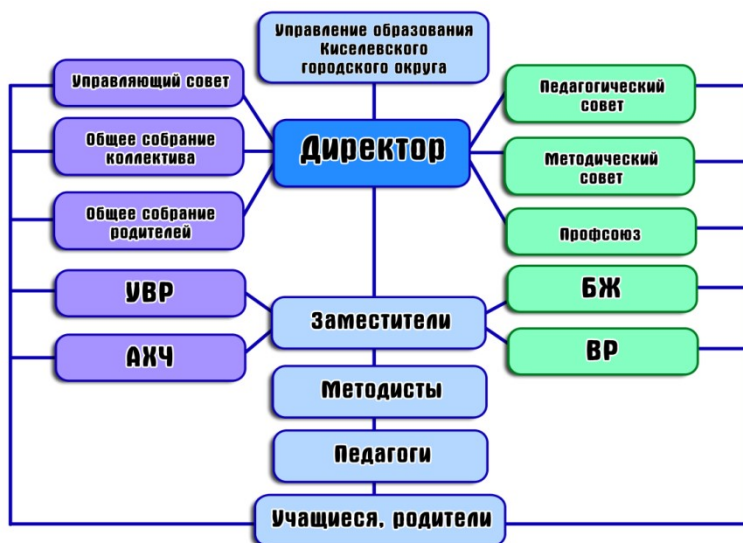 Управление образования
Киселевского
городского округа
Управляющий совет
Общее собрание
коллектива
Общее собрание
родителей
Директор
Педагогический
совет
Методический
совет
Профсоюз
УВР
АХЧ
Заместители
БЖ
ВР
Методисты
Педагоги
Учащиеся, родители